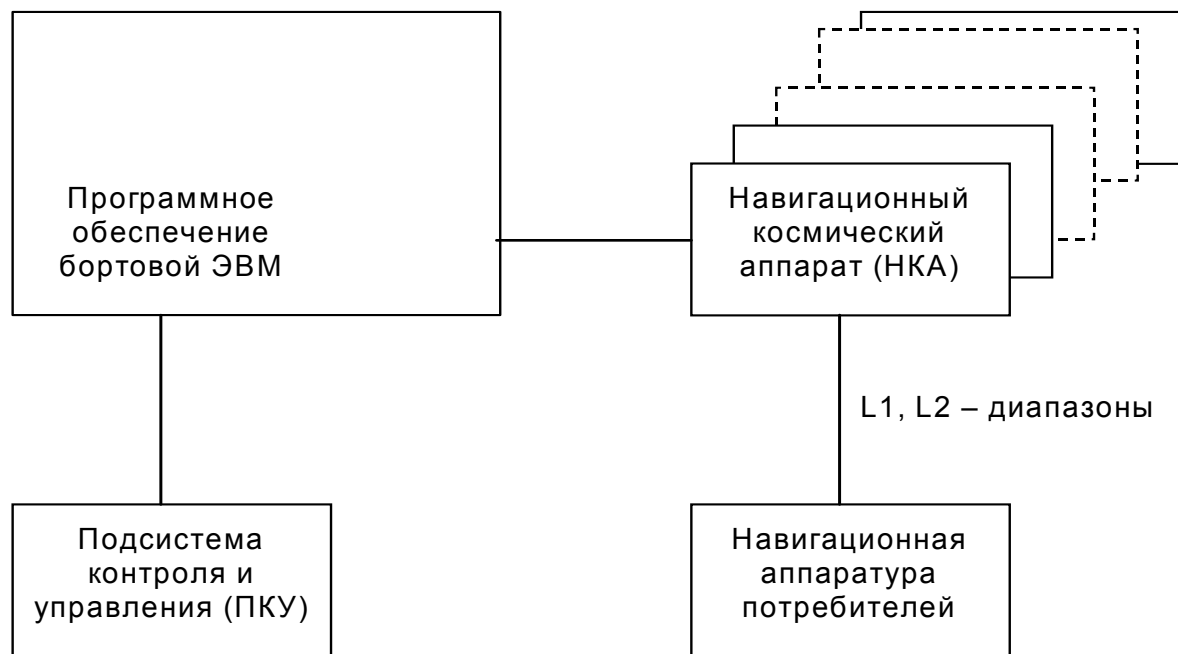 Программное
обеспечение
бортовой ЭВМ
Навигационный
космический
аппарат (НКА)
L1, L2 – диапазоны
Подсистема
контроля и
управления (ПКУ)
Навигационная
аппаратура
потребителей